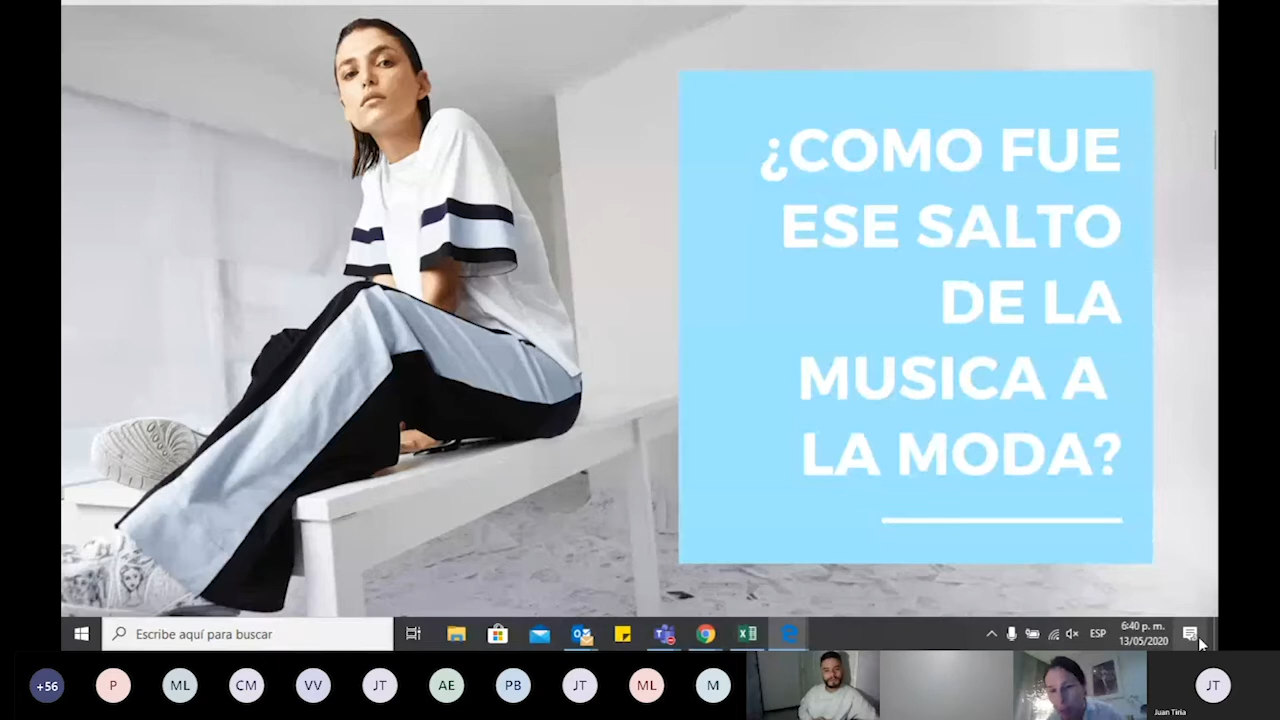 ¿COMO FUE
ESE SALTO
DE LA
MUSICA A
LA MODA?
Escribe aquí para buscar
ESP
6:40 p. m.
13/05/2020
+56
P
ML
CM
VV
JT
AE
PB
JT
ML
M
JT
Juan Tiria